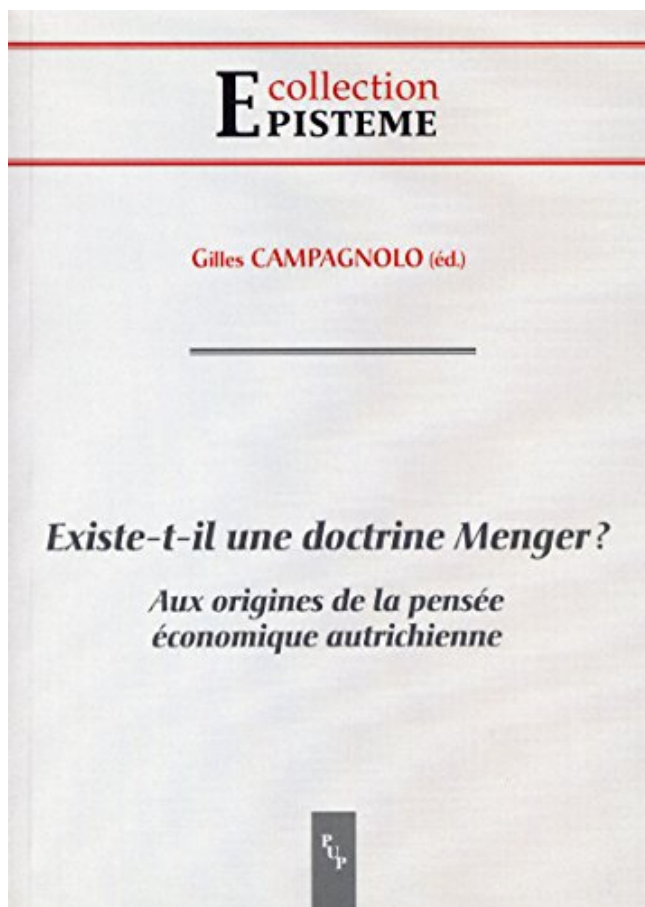 collection
EPISTEME
Gilles CAMPAGNOLO (éd.)
Existe-t-il une doctrine Menger ?
Aux origines de la pensée
économique autrichienne
PUP